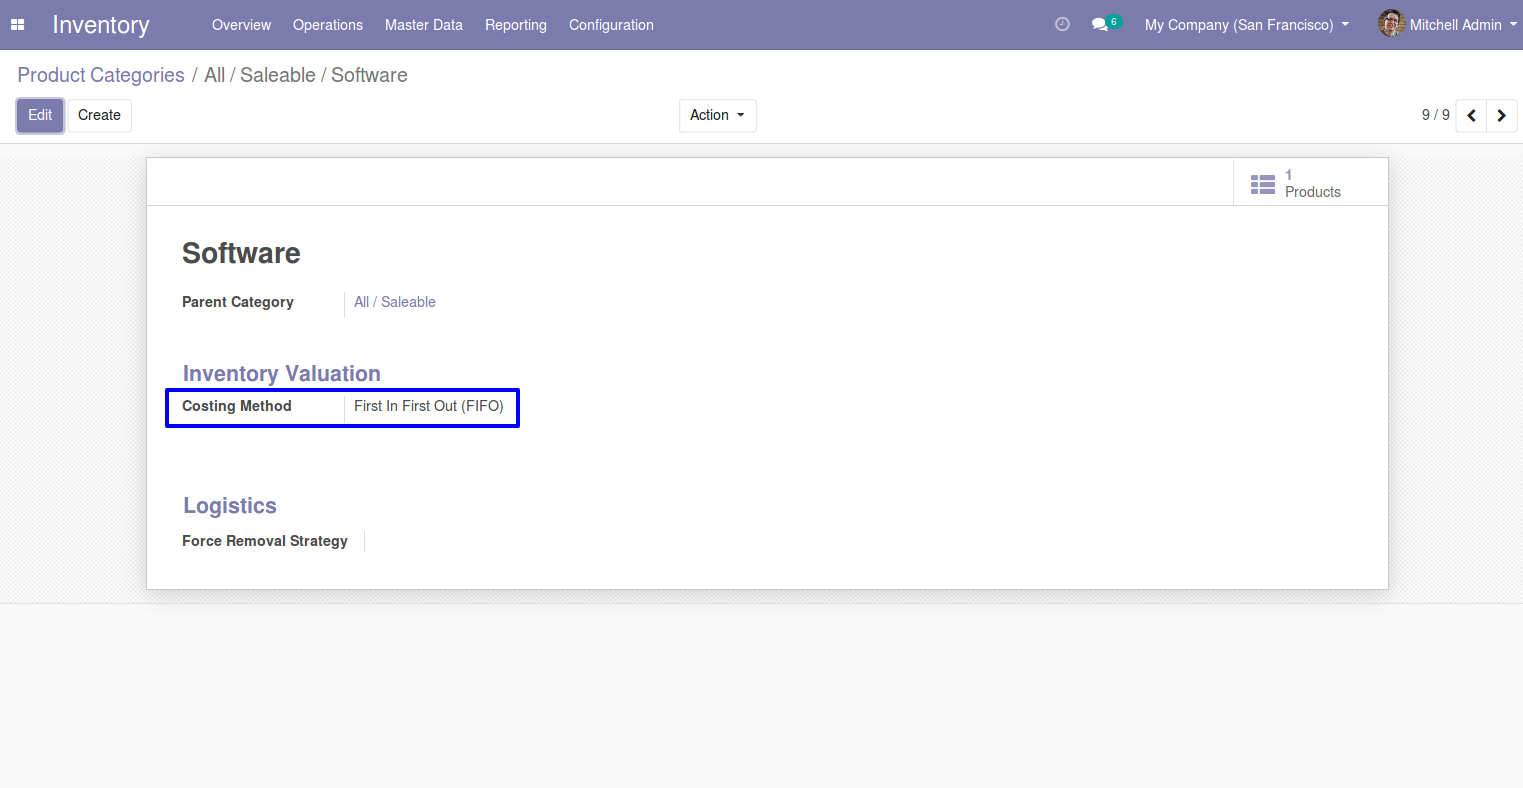 Inventory Overview Operations Master Data Reporting Configuration 6 My Company (San Francisco) Mitchell Admin
Product Categories / All / Saleable / Software
Edit Create Action 9 / 9
1
Products
Software
Parent Category All / Saleable
Inventory Valuation
Costing Method First In First Out (FIFO)
Logistics
Force Removal Strategy